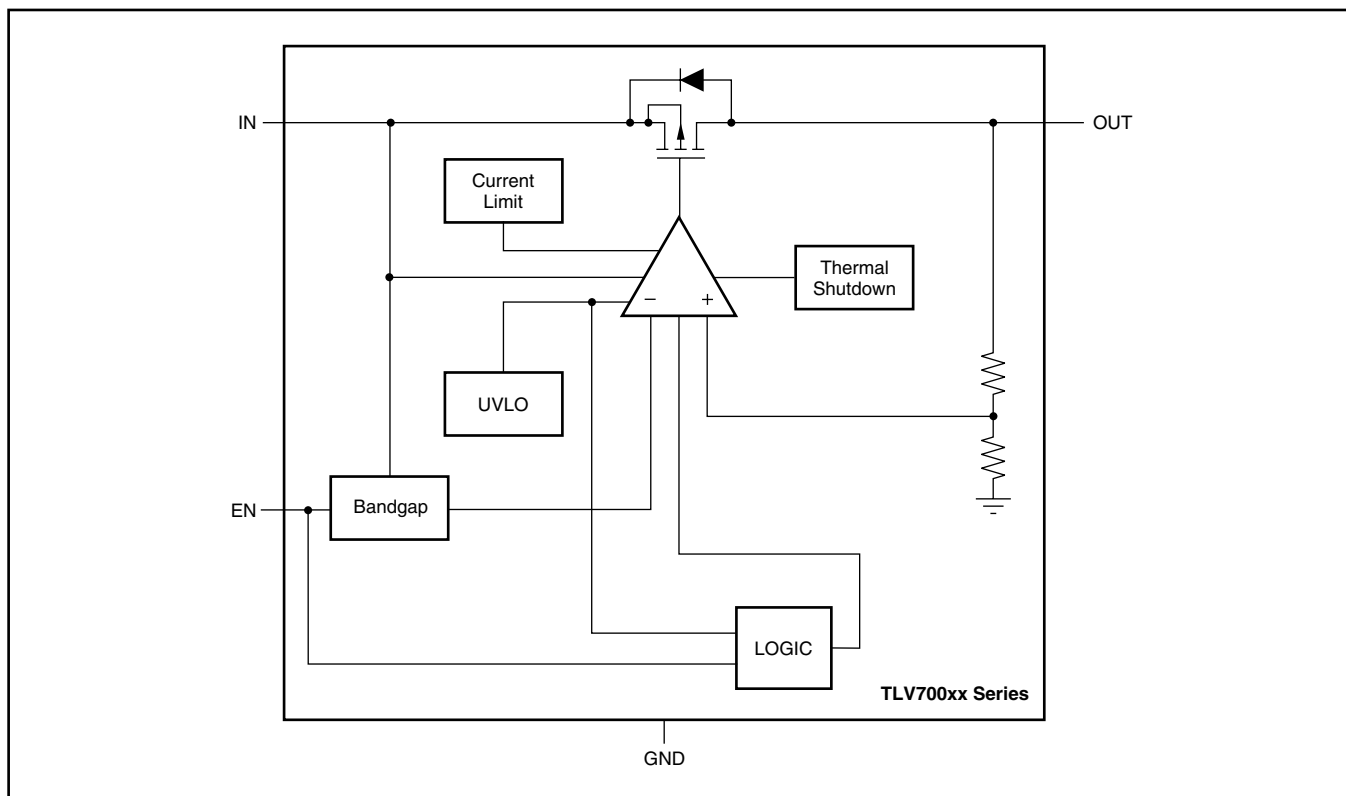 IN
OUT
Current
Limit
Thermal
Shutdown
−
+
UVLO
EN
Bandgap
LOGIC
TLV700xx Series
GND